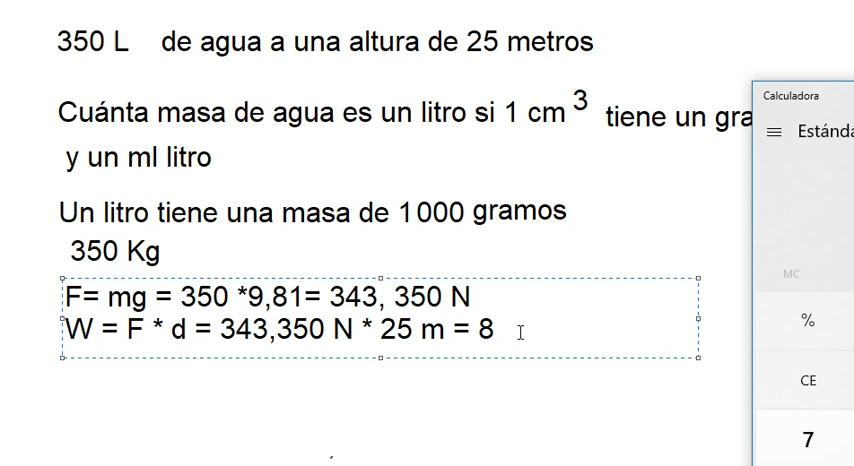 350 L de agua a una altura de 25 metros
Cuánta masa de agua es un litro si 1 cm 3 tiene un gra
y un ml litro
Un litro tiene una masa de 1000 gramos
350 Kg
F= mg = 350 *9,81= 343, 350 N
W = F * d = 343,350 N * 25 m = 8
Calculadora
Estánda
MC
%
CE
7